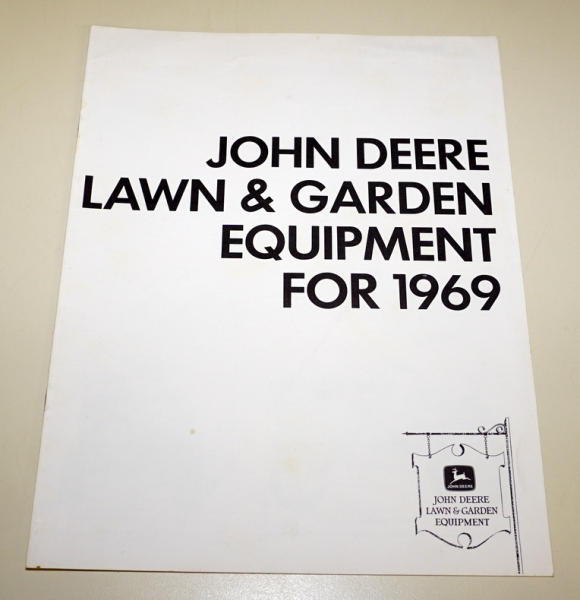 JOHN DEERE
LAWN & GARDEN
EQUIPMENT
FOR 1969
JOHN DEERE
JOHN DEERE
LAWN & GARDEN
EQUIPMENT